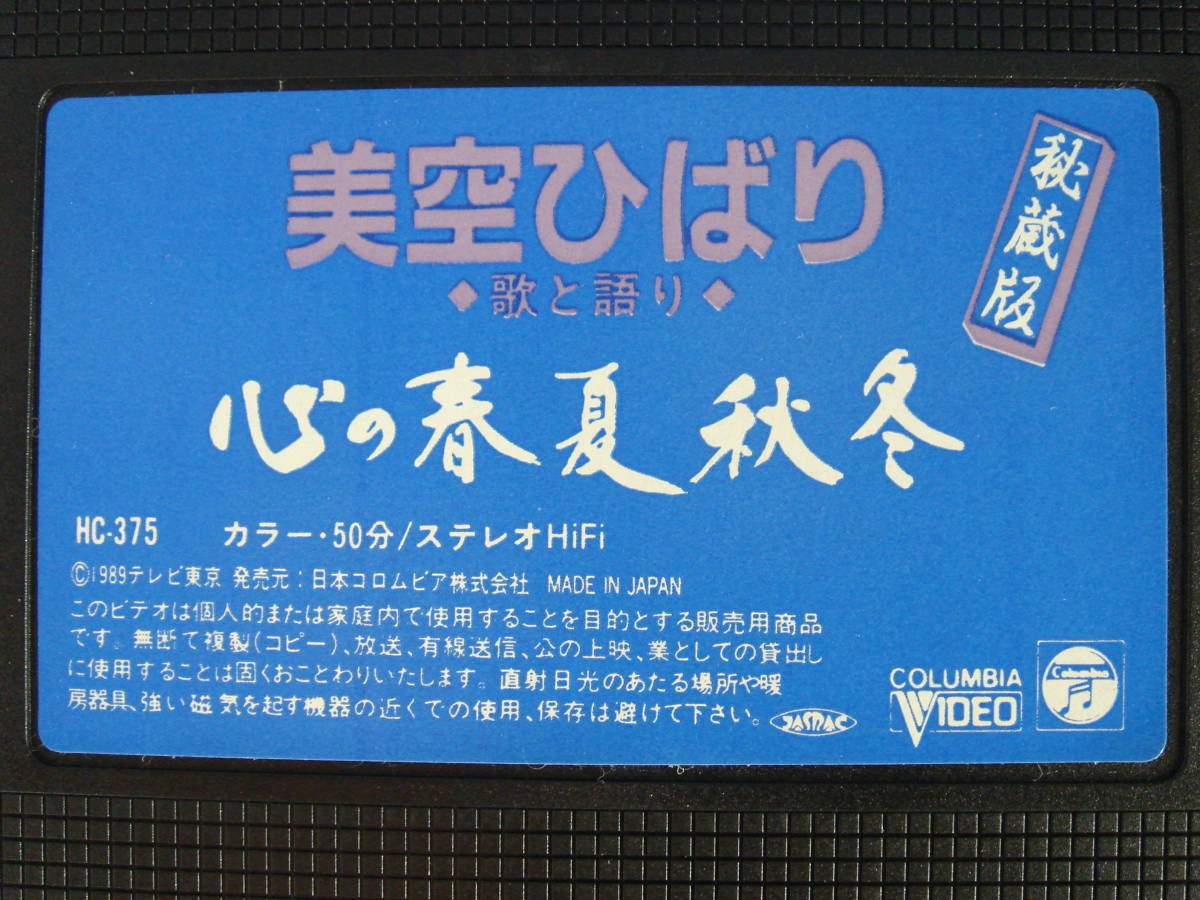 美空ひばり
秘蔵版
◆歌と語り◆
心の春夏秋冬
HC-375 カラー・50分/ステレオHiFi
©1989テレビ東京 発売元:日本コロムビア株式会社 MADE IN JAPAN
このビデオは個人的または家庭内で使用することを目的とする販売用商品
です。無断で複製(コピー)、放送、有線送信、公の上映、業としての貸出し
に使用することは固くおことわりいたします。直射日光のあたる場所や暖
房器具、強い磁気を起す機器の近くでの使用、保存は避けて下さい。
JASRAC
COLUMBIA
VIDEO
Columbia